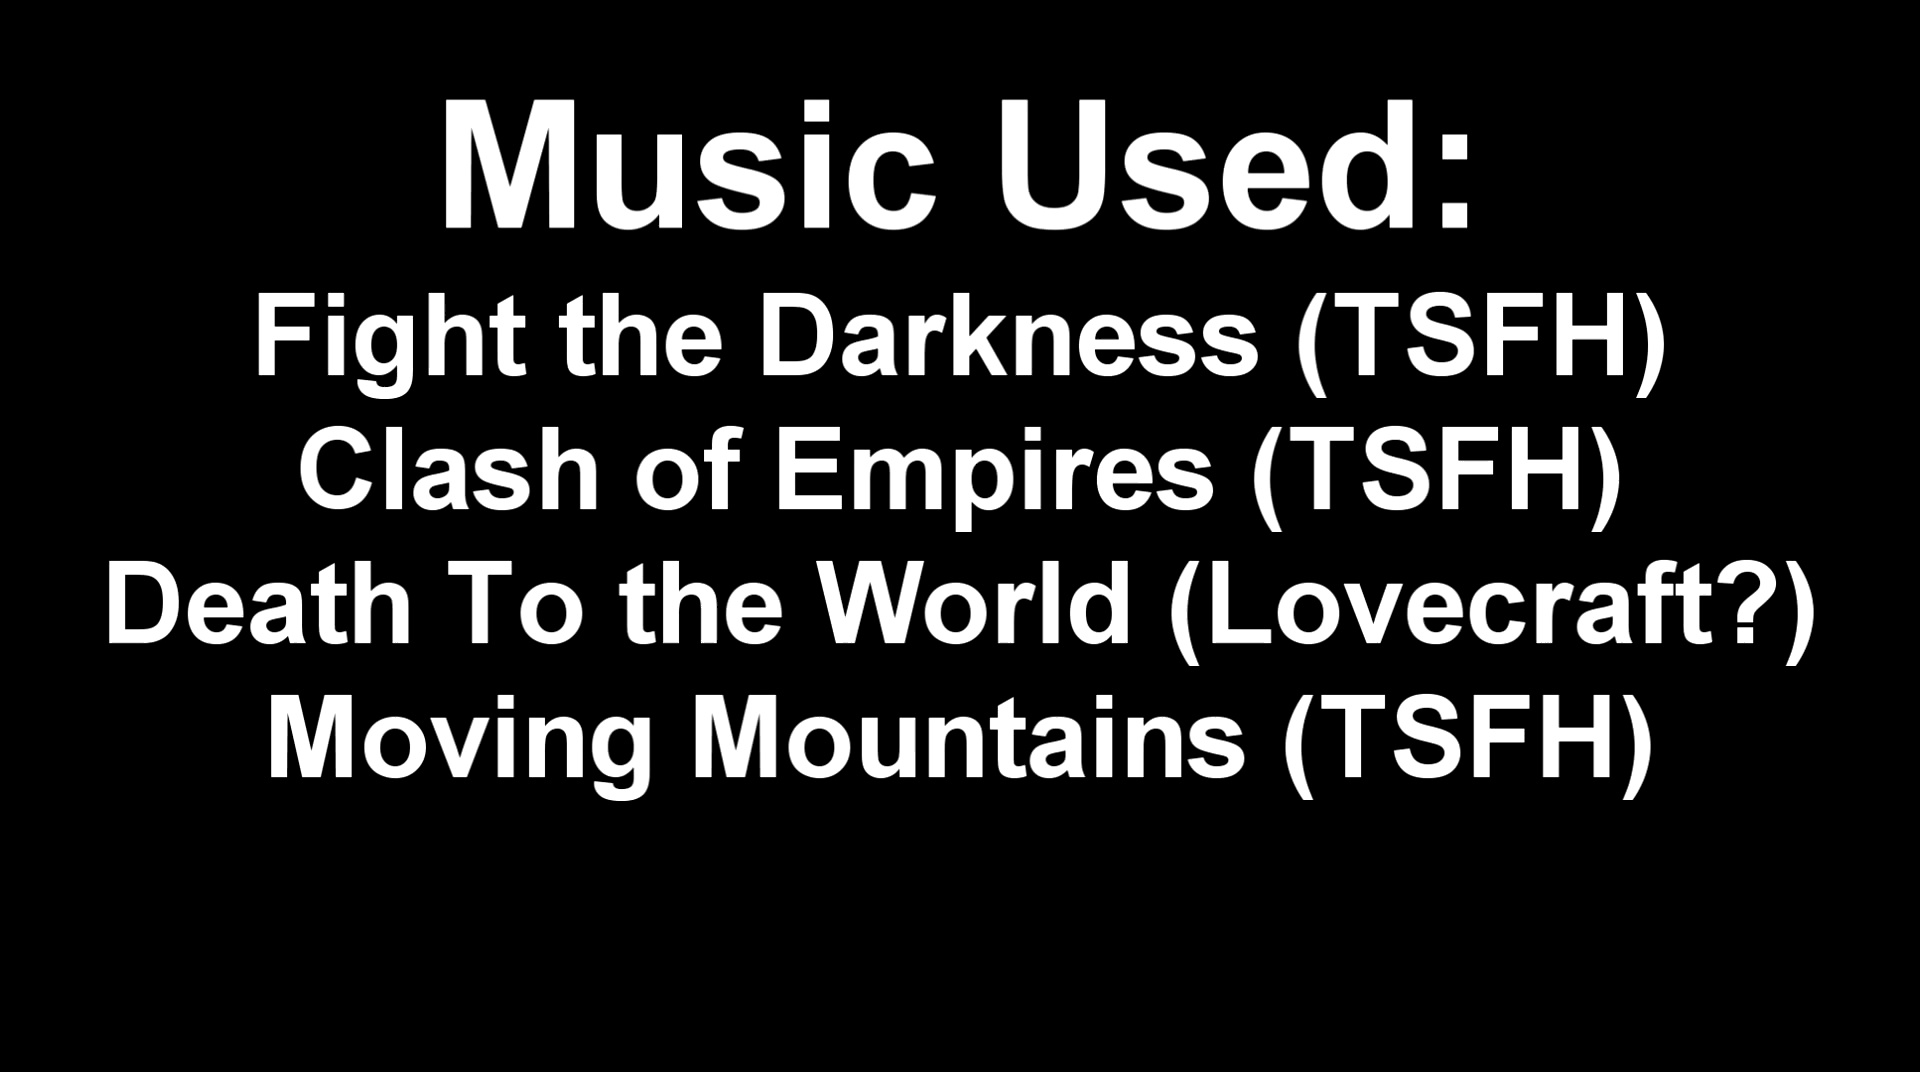 Music Used:
Fight the Darkness (TSFH)
Clash of Empires (TSFH)
Death To the World (Lovecraft?)
Moving Mountains (TSFH)